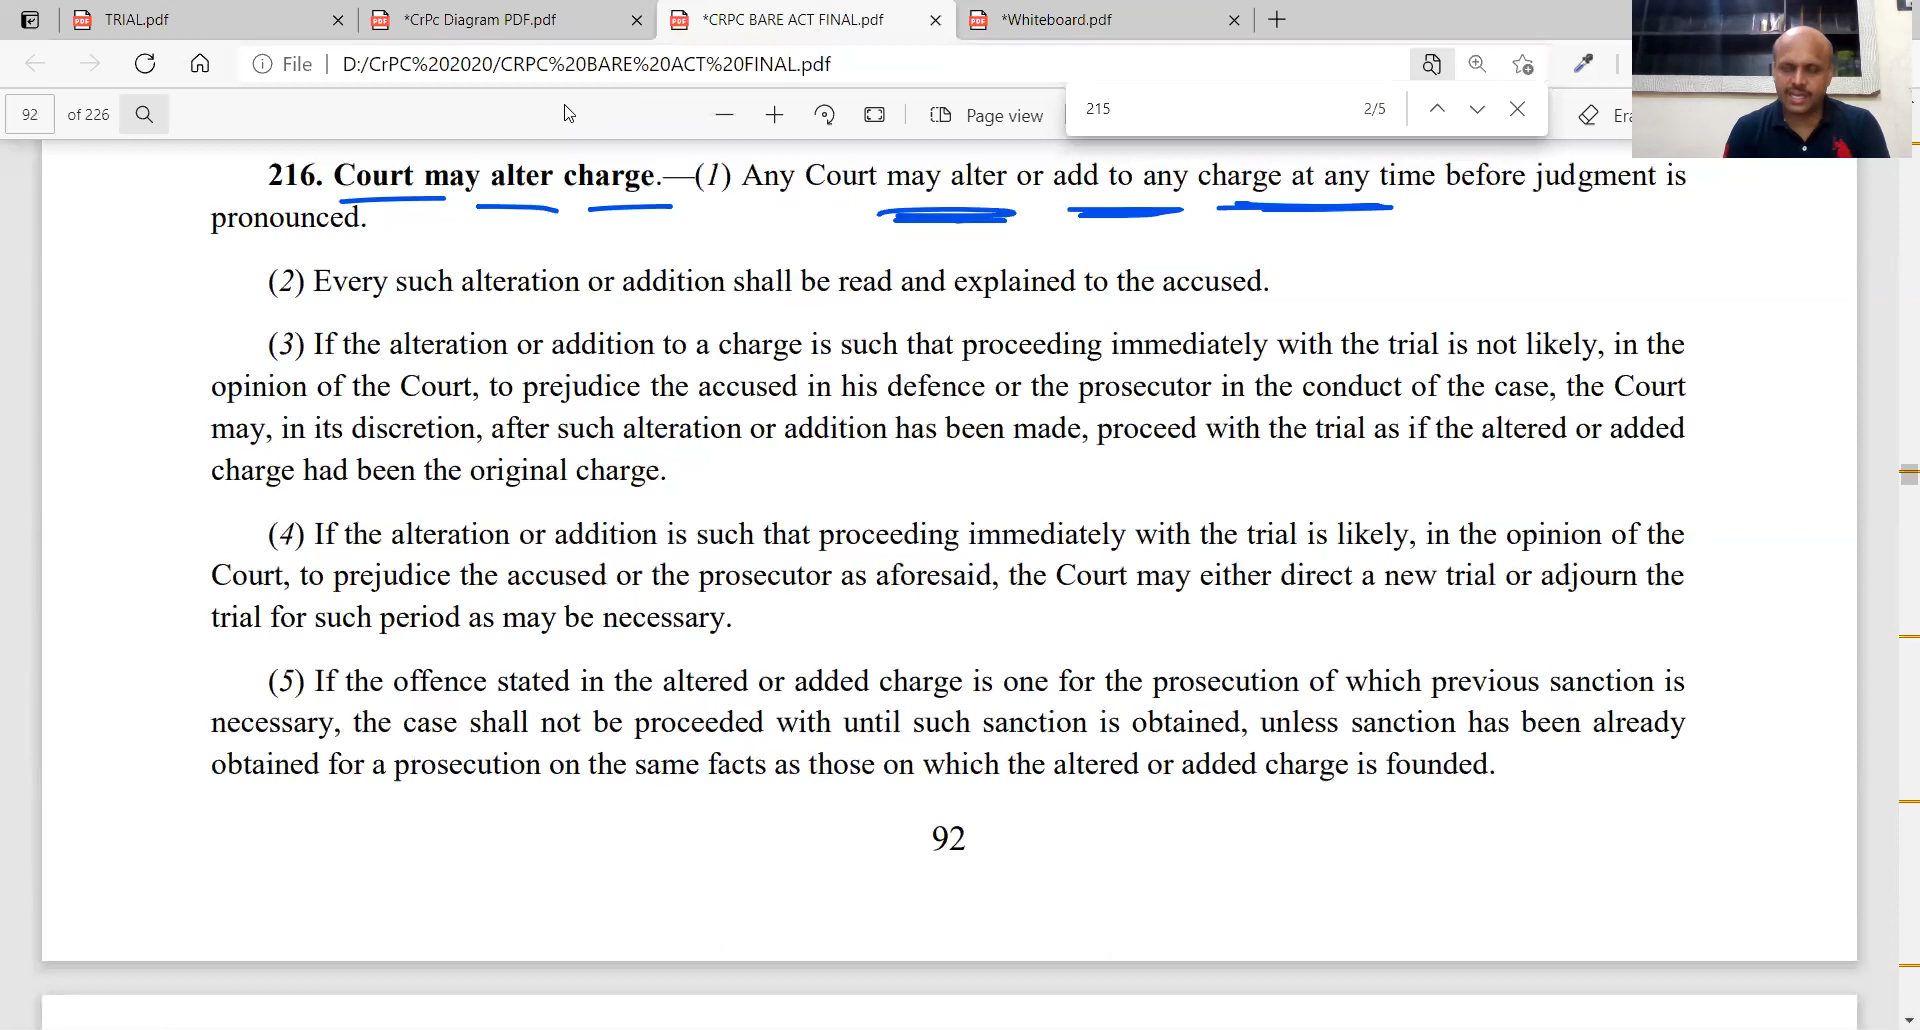 TRIAL.pdf
*CrPc Diagram PDF.pdf
*CRPC BARE ACT FINAL.pdf
*Whiteboard.pdf
File
D:/CrPC%202020/CRPC%20BARE%20ACT%20FINAL.pdf
92 of 226
Page view
215
2/5
Era
216. Court may alter charge.—(1) Any Court may alter or add to any charge at any time before judgment is
pronounced.
(2) Every such alteration or addition shall be read and explained to the accused.
(3) If the alteration or addition to a charge is such that proceeding immediately with the trial is not likely, in the
opinion of the Court, to prejudice the accused in his defence or the prosecutor in the conduct of the case, the Court
may, in its discretion, after such alteration or addition has been made, proceed with the trial as if the altered or added
charge had been the original charge.
(4) If the alteration or addition is such that proceeding immediately with the trial is likely, in the opinion of the
Court, to prejudice the accused or the prosecutor as aforesaid, the Court may either direct a new trial or adjourn the
trial for such period as may be necessary.
(5) If the offence stated in the altered or added charge is one for the prosecution of which previous sanction is
necessary, the case shall not be proceeded with until such sanction is obtained, unless sanction has been already
obtained for a prosecution on the same facts as those on which the altered or added charge is founded.
92